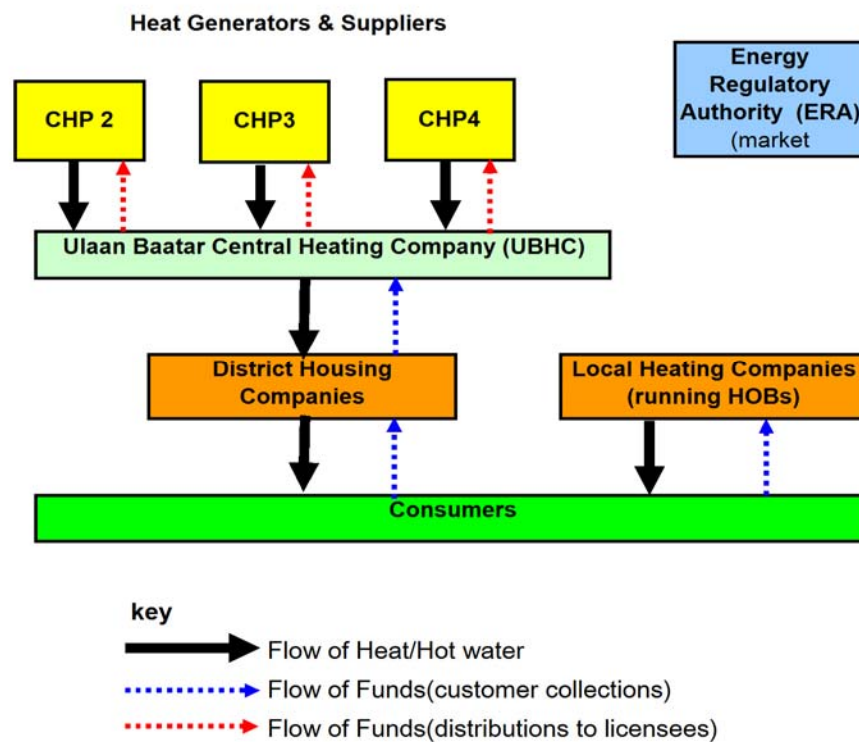 Heat Generators & Suppliers
Energy
Regulatory
Authority (ERA)
(market
CHP 2
CHP3
CHP4
Ulaan Baatar Central Heating Company (UBHC)
District Housing
Companies
Local Heating Companies
(running HOBs)
Consumers
key
Flow of Heat/Hot water
Flow of Funds(customer collections)
Flow of Funds(distributions to licensees)